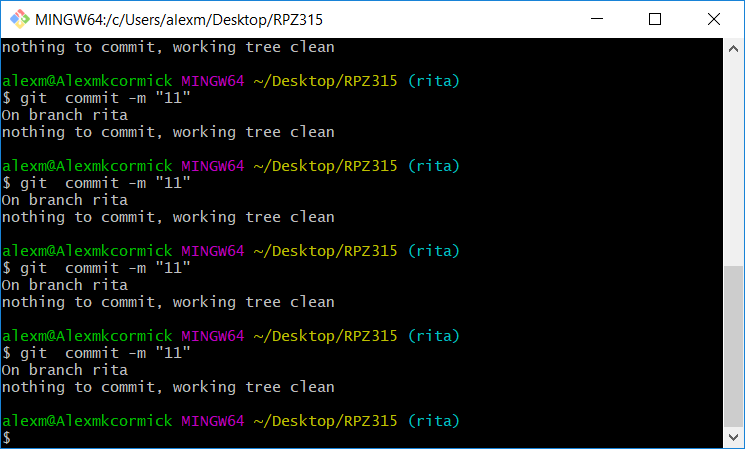 MINGW64:/c/Users/alexm/Desktop/RPZ315
nothing to commit, working tree clean
alexm@Alexmkcormick MINGW64 ~/Desktop/RPZ315 (rita)
$ git  commit -m "11"
On branch rita
nothing to commit, working tree clean
alexm@Alexmkcormick MINGW64 ~/Desktop/RPZ315 (rita)
$ git  commit -m "11"
On branch rita
nothing to commit, working tree clean
alexm@Alexmkcormick MINGW64 ~/Desktop/RPZ315 (rita)
$ git  commit -m "11"
On branch rita
nothing to commit, working tree clean
alexm@Alexmkcormick MINGW64 ~/Desktop/RPZ315 (rita)
$ git  commit -m "11"
On branch rita
nothing to commit, working tree clean
alexm@Alexmkcormick MINGW64 ~/Desktop/RPZ315 (rita)
$